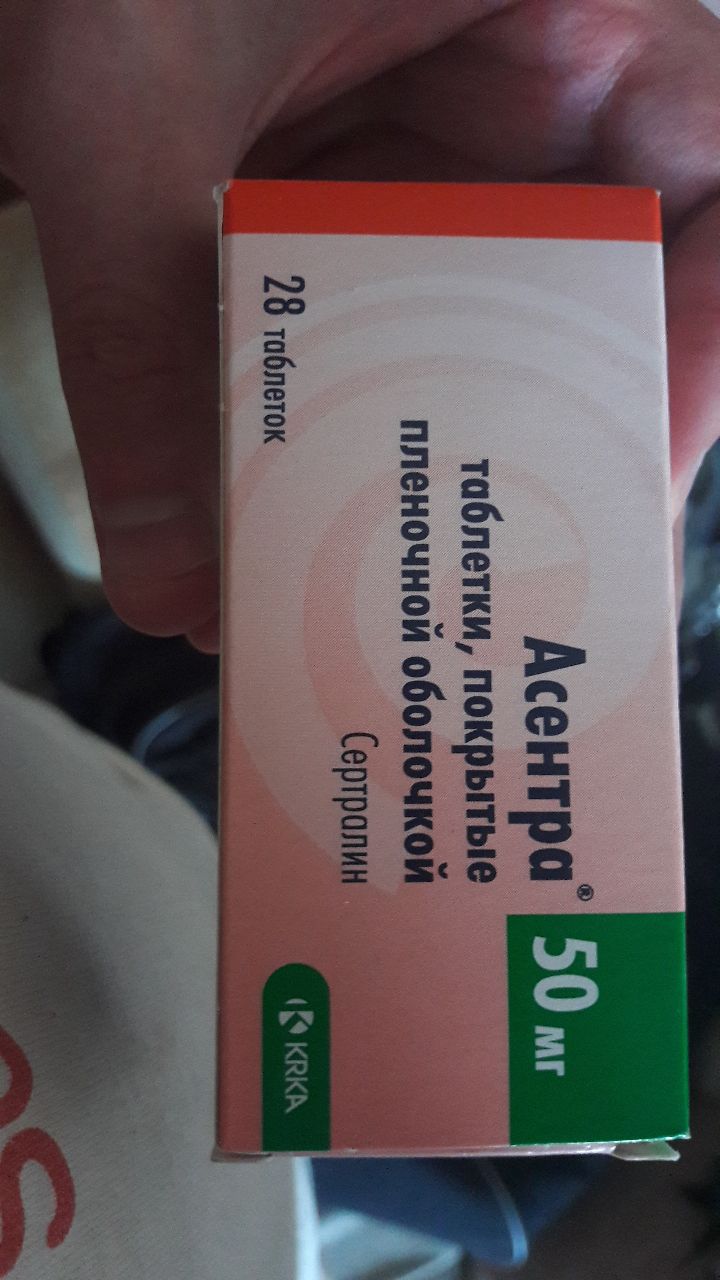 Асентра® 50 мг
таблетки, покрытые
пленочной оболочкой
Сертралин
28 таблеток
KRKA